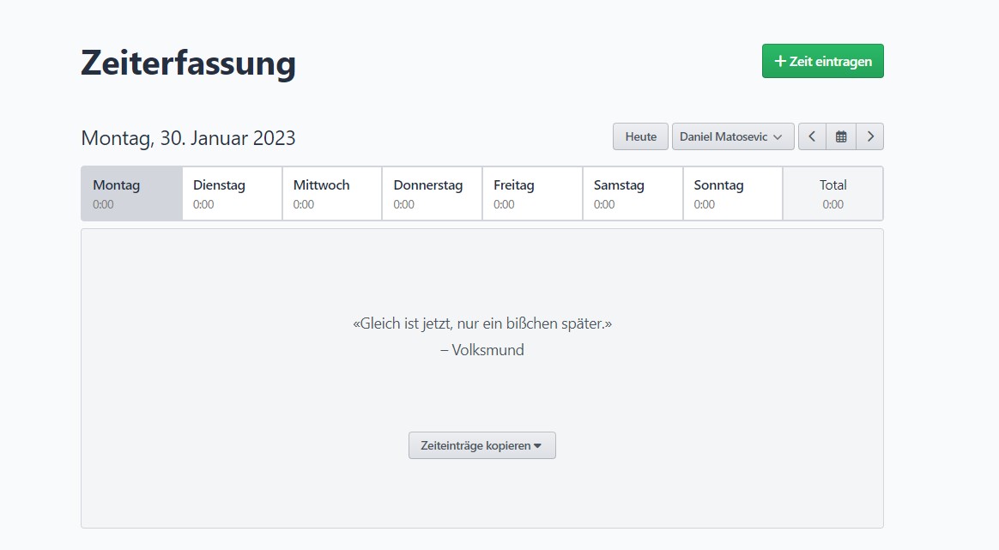 Zeiterfassung
+ Zeit eintragen
Montag, 30. Januar 2023
Heute
Daniel Matosevic
Montag Dienstag Mittwoch Donnerstag Freitag Samstag Sonntag Total
0:00 0:00 0:00 0:00 0:00 0:00 0:00 0:00
«Gleich ist jetzt, nur ein bißchen später.»
– Volksmund
Zeiteinträge kopieren